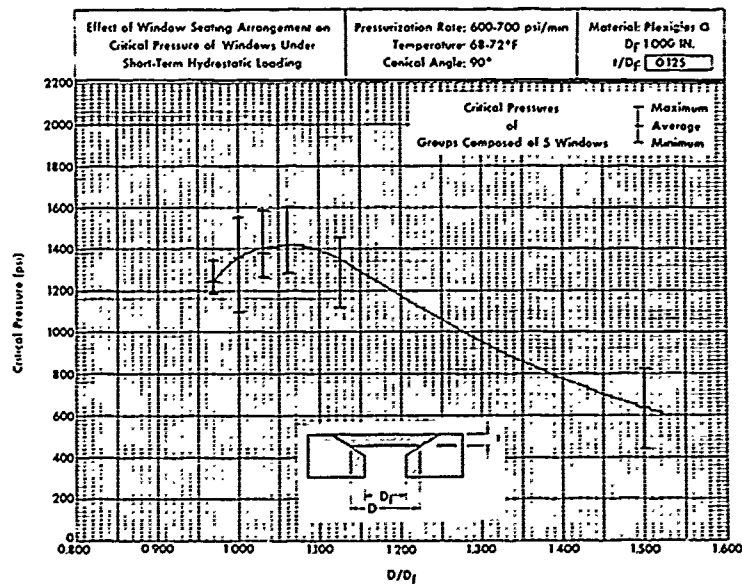 Effect of Window Seating Arrangement on
Critical Pressure of Windows Under
Short-Term Hydrostatic Loading
Pressurization Rate: 600-700 psi/min
Temperature 68-72°F
Conical Angle: 90°
Material: Plexiglas G
Df 1.000 IN.
t/Df 0.125
2200
2000
1800
1600
1400
1200
1000
800
600
400
200
0
Critical Pressure (psi)
Critical Pressures
of
Groups Composed of 5 Windows
Maximum
Average
Minimum
t
Df
D
0.800
0.900
1.000
1.100
1.200
1.300
1.400
1.500
1.600
D/Df